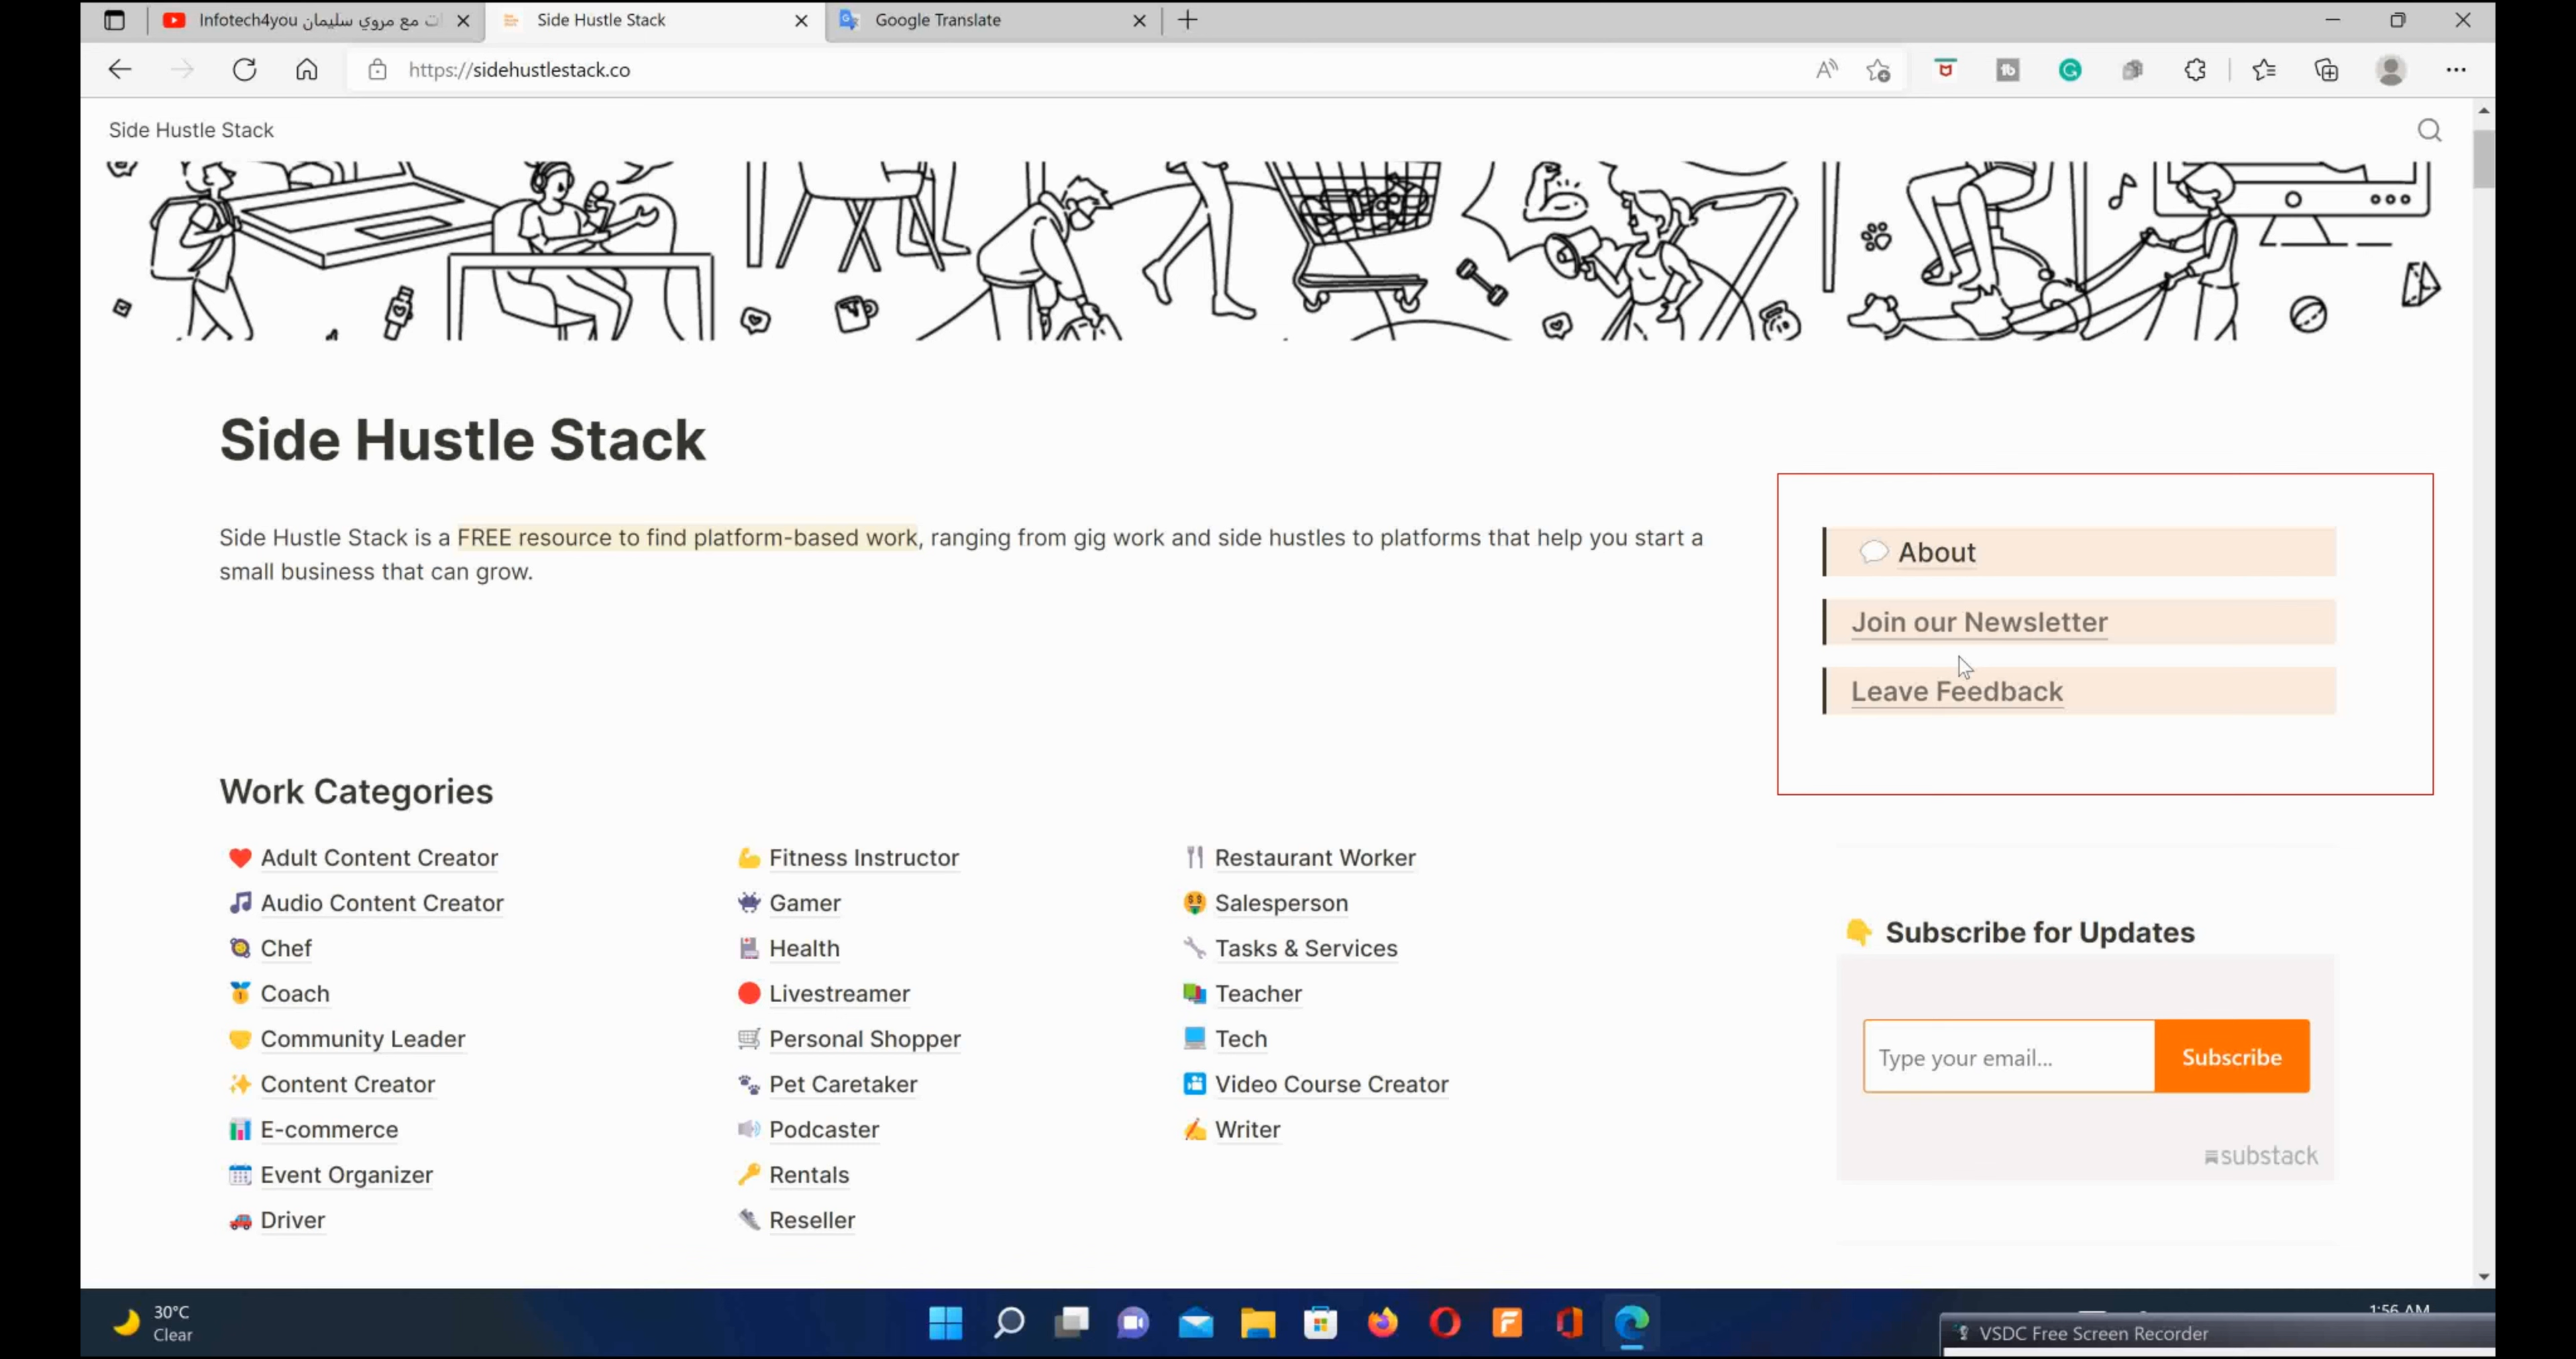 Infotech4you ات مع مروي سليمان
Side Hustle Stack
Google Translate
https://sidehustlestack.co
Side Hustle Stack
Side Hustle Stack
Side Hustle Stack is a FREE resource to find platform-based work, ranging from gig work and side hustles to platforms that help you start a
small business that can grow.
About
Join our Newsletter
Leave Feedback
Work Categories
Adult Content Creator
Audio Content Creator
Chef
Coach
Community Leader
Content Creator
E-commerce
Event Organizer
Driver
Fitness Instructor
Gamer
Health
Livestreamer
Personal Shopper
Pet Caretaker
Podcaster
Rentals
Reseller
Restaurant Worker
Salesperson
Tasks & Services
Teacher
Tech
Video Course Creator
Writer
Subscribe for Updates
Type your email...
Subscribe
substack
30°C
Clear
1:56 AM
VSDC Free Screen Recorder